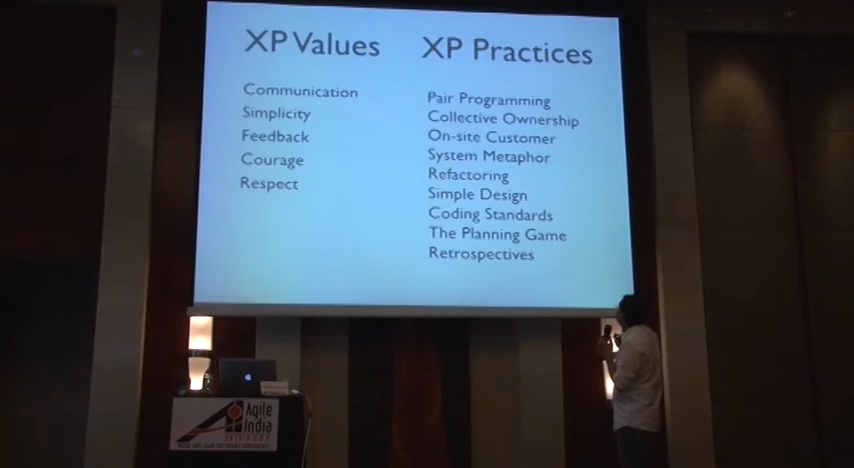 XP Values
Communication
Simplicity
Feedback
Courage
Respect
XP Practices
Pair Programming
Collective Ownership
On-site Customer
System Metaphor
Refactoring
Simple Design
Coding Standards
The Planning Game
Retrospectives
Agile
India